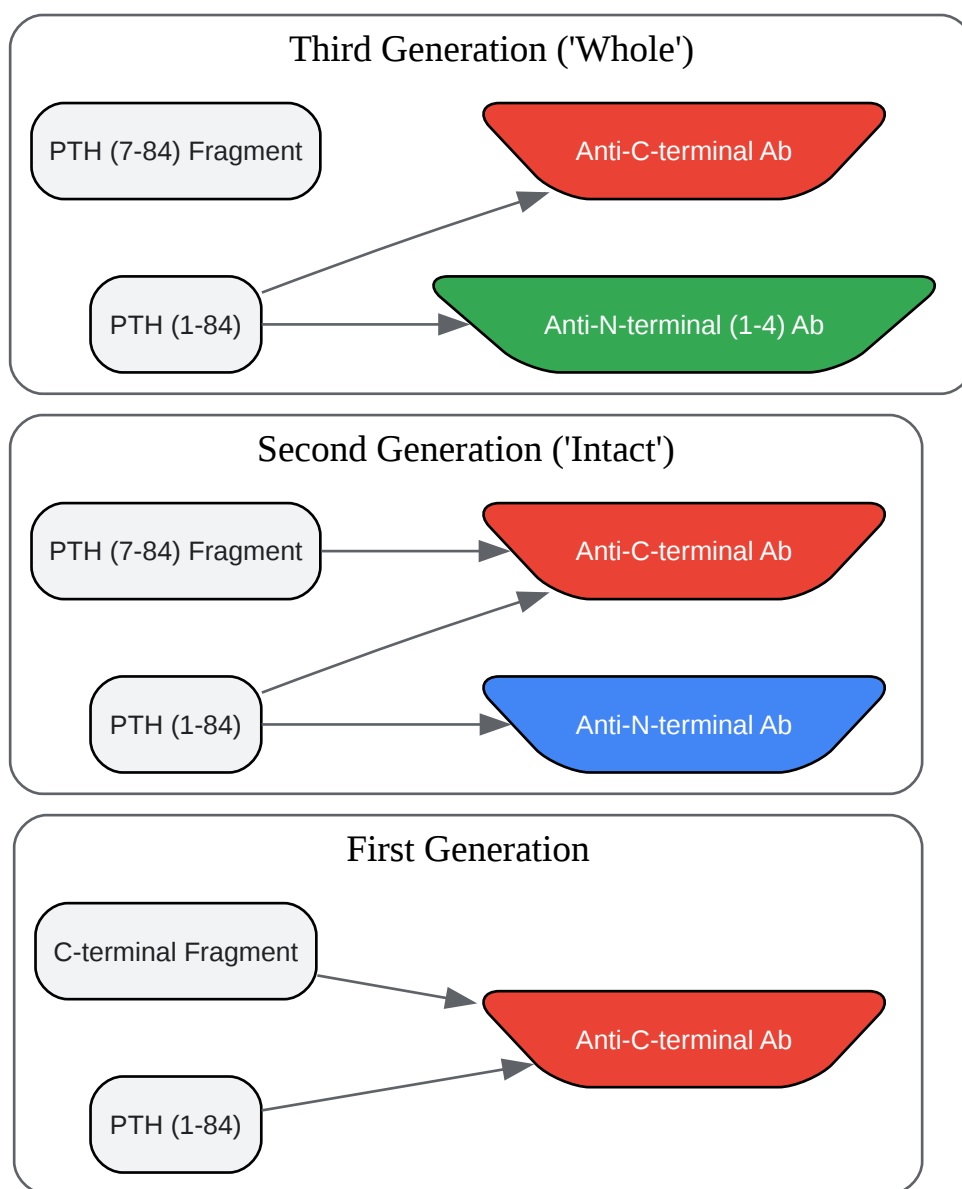 Third Generation ('Whole')
PTH (7-84) Fragment
Anti-C-terminal Ab
PTH (1-84)
Anti-N-terminal (1-4) Ab
Second Generation ('Intact')
PTH (7-84) Fragment
Anti-C-terminal Ab
PTH (1-84)
Anti-N-terminal Ab
First Generation
C-terminal Fragment
Anti-C-terminal Ab
PTH (1-84)